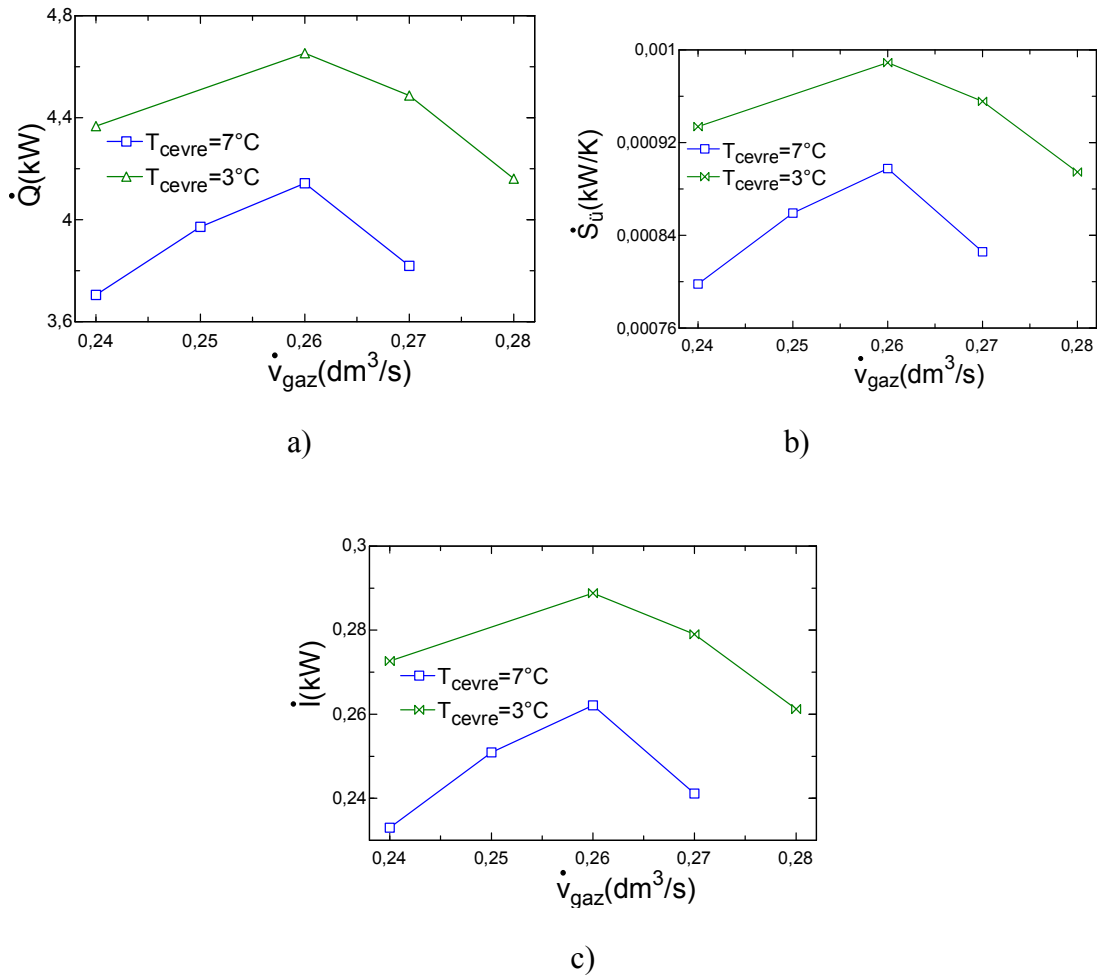 4,8
4,4
4
3,6
Q̇(kW)
T_cevre=7°C
T_cevre=3°C
0,24 0,25 0,26 0,27 0,28
v̇_gaz(dm³/s)
a)
0,001
0,00092
0,00084
0,00076
Ṡ_ü(kW/K)
T_cevre=7°C
T_cevre=3°C
0,24 0,25 0,26 0,27 0,28
v̇_gaz(dm³/s)
b)
0,3
0,28
0,26
0,24
İ(kW)
T_cevre=7°C
T_cevre=3°C
0,24 0,25 0,26 0,27 0,28
v̇_gaz(dm³/s)
c)